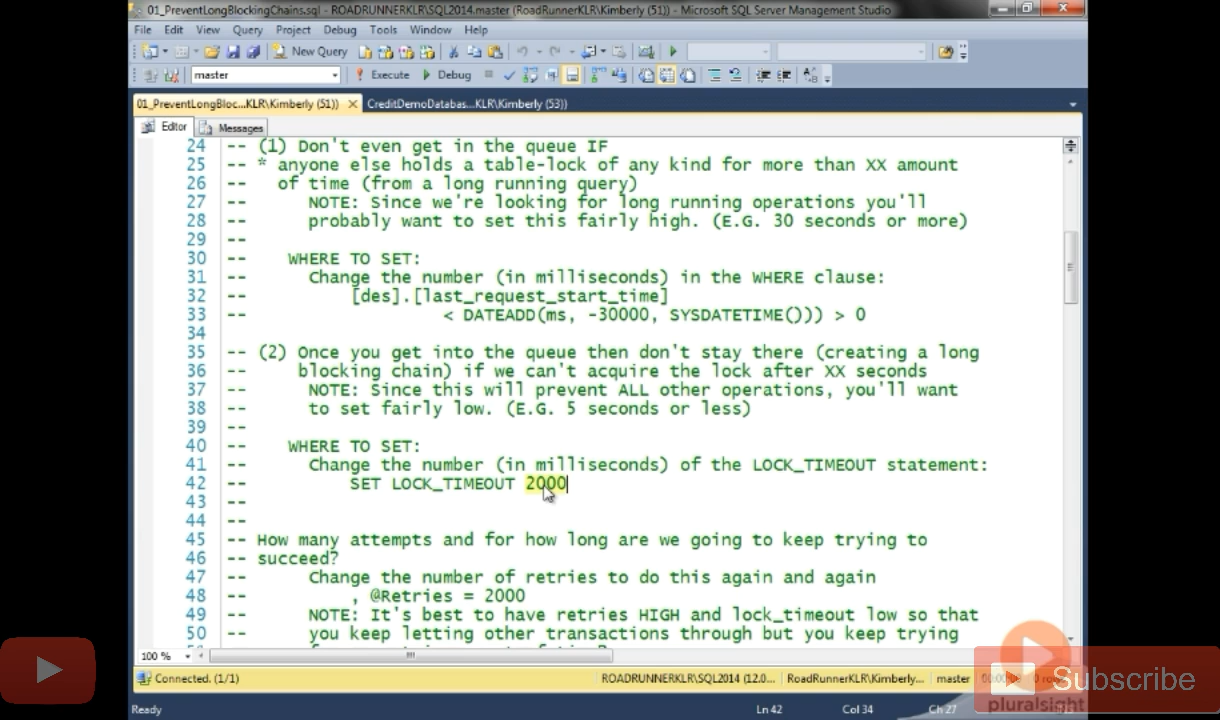 01_PreventLongBlockingChains.sql - ROADRUNNERKLR\SQL2014.master (RoadRunnerKLR\Kimberly (51)) - Microsoft SQL Server Management Studio
File Edit View Query Project Debug Tools Window Help
New Query
master Execute Debug
01_PreventLongBloc...KLR\Kimberly (51)) CreditDemoDatabas...KLR\Kimberly (53))
Editor Messages
24 -- (1) Don't even get in the queue IF
25 -- * anyone else holds a table-lock of any kind for more than XX amount
26 -- of time (from a long running query)
27 -- NOTE: Since we're looking for long running operations you'll
28 -- probably want to set this fairly high. (E.G. 30 seconds or more)
29 --
30 -- WHERE TO SET:
31 -- Change the number (in milliseconds) in the WHERE clause:
32 -- [des].[last_request_start_time]
33 -- < DATEADD(ms, -30000, SYSDATETIME())) > 0
34
35 -- (2) Once you get into the queue then don't stay there (creating a long
36 -- blocking chain) if we can't acquire the lock after XX seconds
37 -- NOTE: Since this will prevent ALL other operations, you'll want
38 -- to set fairly low. (E.G. 5 seconds or less)
39 --
40 -- WHERE TO SET:
41 -- Change the number (in milliseconds) of the LOCK_TIMEOUT statement:
42 -- SET LOCK_TIMEOUT 2000
43 --
44 --
45 -- How many attempts and for how long are we going to keep trying to
46 -- succeed?
47 -- Change the number of retries to do this again and again
48 -- , @Retries = 2000
49 -- NOTE: It's best to have retries HIGH and lock_timeout low so that
50 -- you keep letting other transactions through but you keep trying
100 %
Connected. (1/1) ROADRUNNERKLR\SQL2014 (12.0... RoadRunnerKLR\Kimberly... master
Subscribe
pluralsight
Ready Ln 42 Col 34 Ch 27